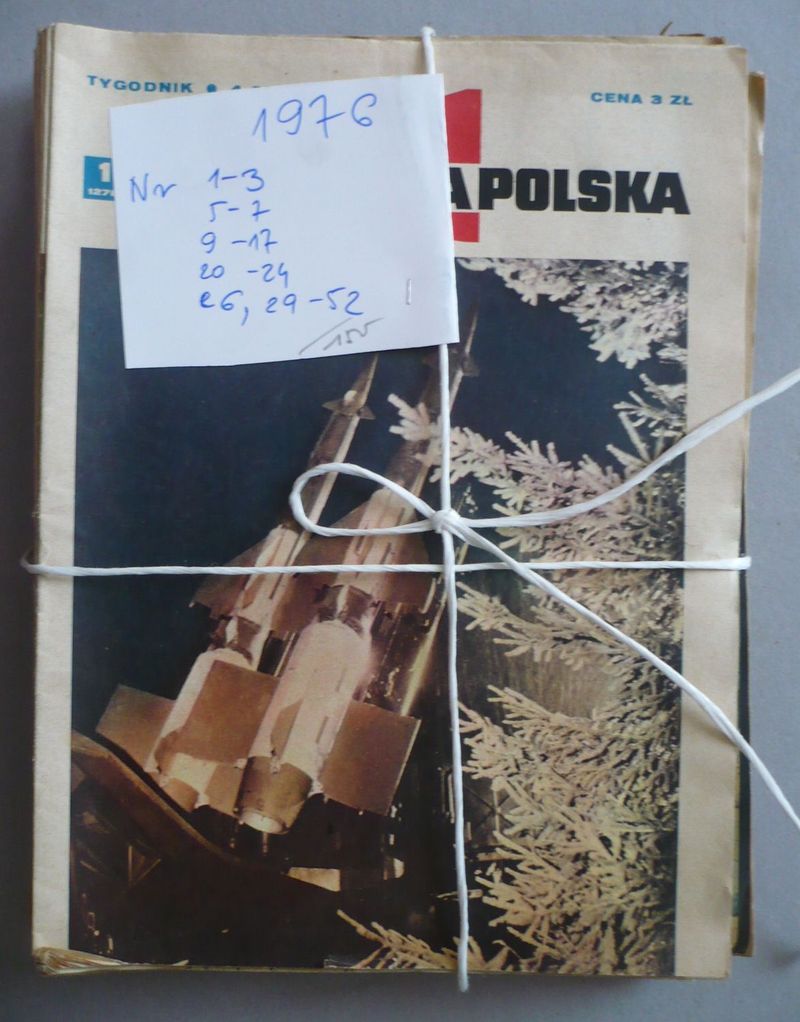 TYGODNIK
CENA 3 ZŁ
1976
APOLSKA
Nr 1-3
5-7
9-17
20-24
26, 29-52